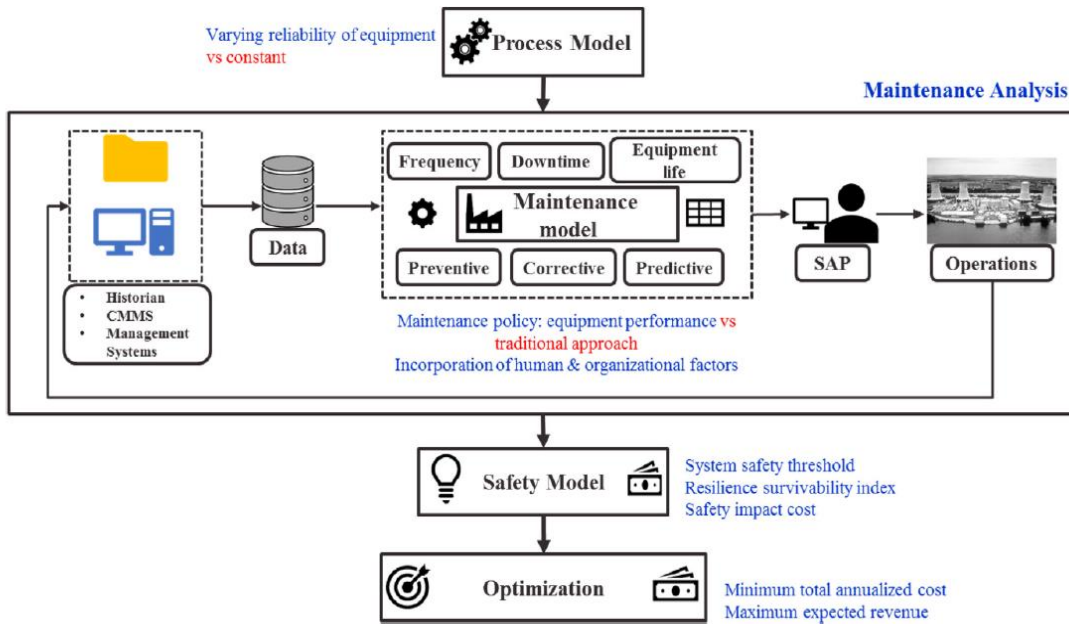 Varying reliability of equipment
vs constant
Process Model
Maintenance Analysis
Frequency
Downtime
Equipment
life
Maintenance
model
Data
Preventive
Corrective
Predictive
SAP
Operations
• Historian
• CMMS
• Management
Systems
Maintenance policy: equipment performance vs
traditional approach
Incorporation of human & organizational factors
Safety Model
System safety threshold
Resilience survivability index
Safety impact cost
Optimization
Minimum total annualized cost
Maximum expected revenue